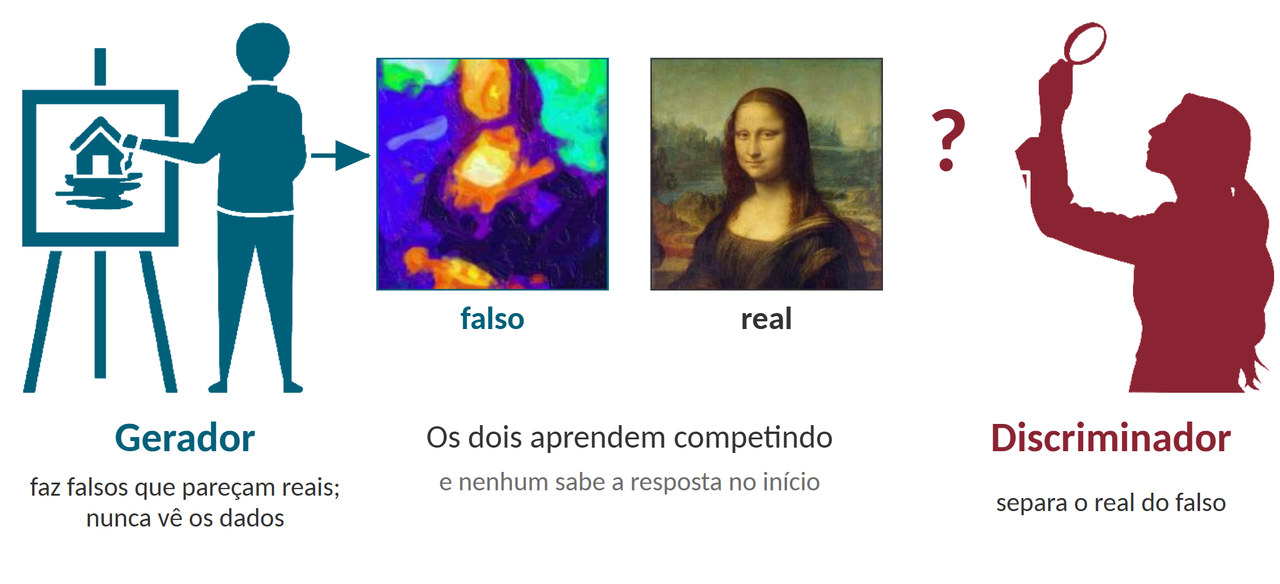 ?
falso
real
Gerador
faz falsos que pareçam reais;
nunca vê os dados
Os dois aprendem competindo
e nenhum sabe a resposta no início
Discriminador
separa o real do falso